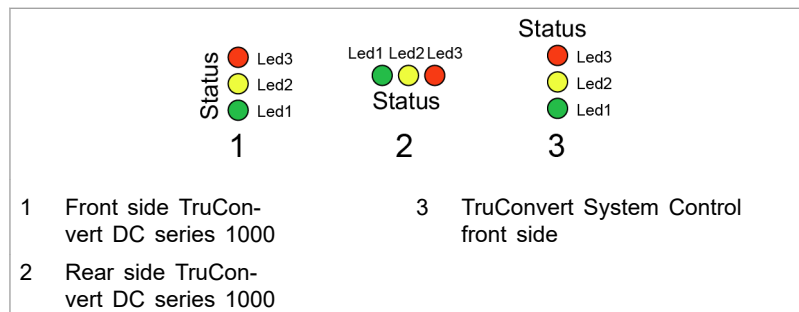 Status
Led3
Led2
Led1
1
Led1 Led2 Led3
Status
2
Status
Led3
Led2
Led1
3
1 Front side TruCon-
vert DC series 1000
2 Rear side TruCon-
vert DC series 1000
3 TruConvert System Control
front side